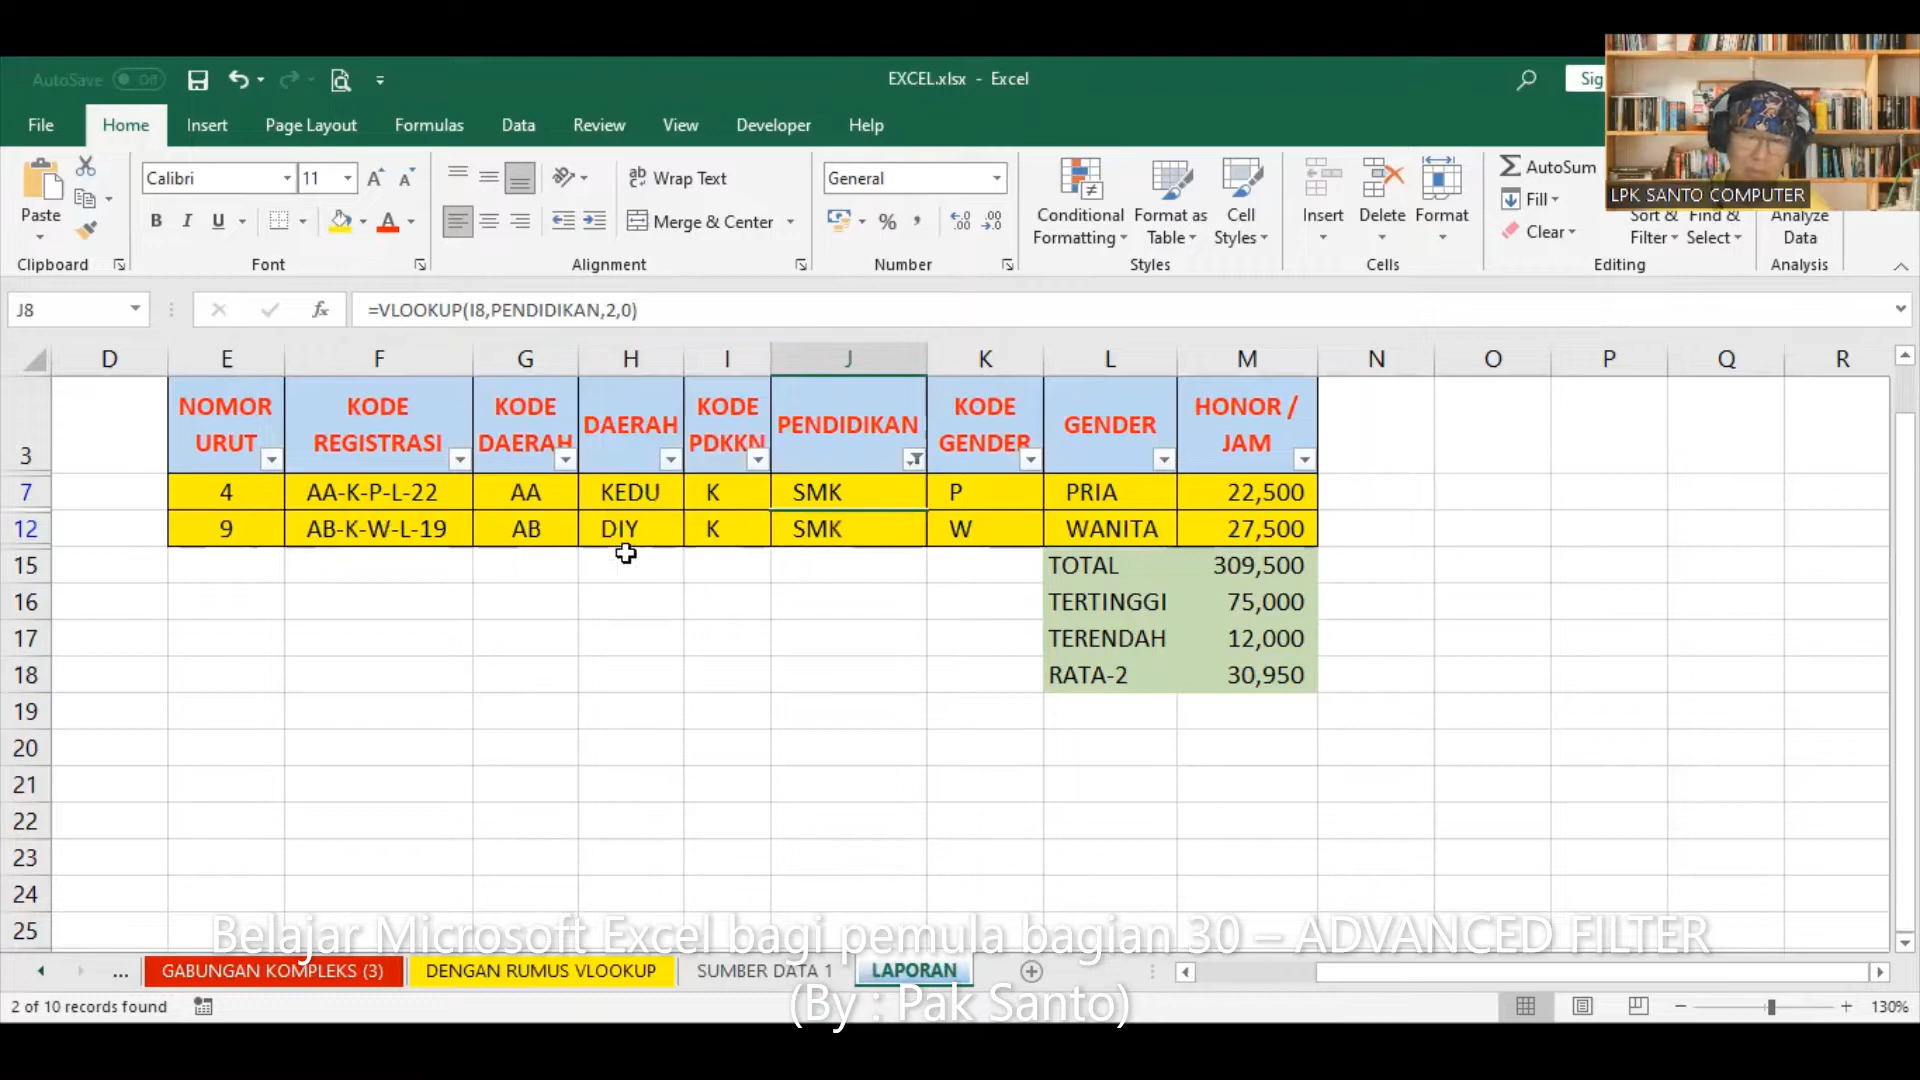 AutoSave Off
EXCEL.xlsx - Excel
Sig
LPK SANTO COMPUTER
File Home Insert Page Layout Formulas Data Review View Developer Help
Paste
Calibri 11
B I U
Wrap Text
Merge & Center
General
Conditional Formatting
Format as Table
Cell Styles
Insert Delete Format
AutoSum
Fill
Clear
Sort & Filter
Find & Select
Analyze Data
Clipboard Font Alignment Number Styles Cells Editing Analysis
J8 fx =VLOOKUP(I8,PENDIDIKAN,2,0)
D E F G H I J K L M N O P Q R
3 NOMOR URUT KODE REGISTRASI KODE DAERAH DAERAH KODE PDKKN PENDIDIKAN KODE GENDER GENDER HONOR / JAM
7 4 AA-K-P-L-22 AA KEDU K SMK P PRIA 22,500
12 9 AB-K-W-L-19 AB DIY K SMK W WANITA 27,500
15 TOTAL 309,500
16 TERTINGGI 75,000
17 TERENDAH 12,000
18 RATA-2 30,950
19
20
21
22
23
24
25
Belajar Microsoft Excel bagi pemula bagian 30 – ADVANCED FILTER
... GABUNGAN KOMPLEKS (3) DENGAN RUMUS VLOOKUP SUMBER DATA 1 LAPORAN
(By : Pak Santo)
2 of 10 records found
130%